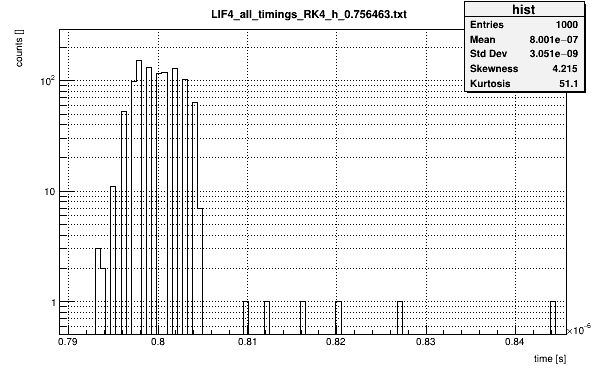 LIF4_all_timings_RK4_h_0.756463.txt
hist
Entries 1000
Mean 8.001e−07
Std Dev 3.051e−09
Skewness 4.215
Kurtosis 51.1
counts []
10²
10
1
0.79 0.8 0.81 0.82 0.83 0.84
×10⁻⁶
time [s]